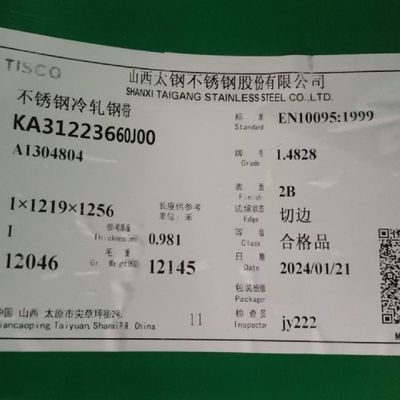 TISCO
山西太钢不锈钢股份有限公司
SHANXI TAIGANG STAINLESS STEEL CO.,LTD.
不锈钢冷轧钢带
KA31223660J00
A1304804
标准 Standard EN10095:1999
牌号 Grade 1.4828
表面 Finish 2B
1×1219×1256
长度供参考
单位: 米
边缘状态 Edge 切边
1
参考厚度 Thickness(mm) 0.981
等级 Class 合格品
12046
毛重 Gr. Weight(KG) 12145
日期 Date 2024/01/21
包装班组 Packager
中国 山西 太原市尖草坪街2号
iancaoping Taiyuan Shanxi P.R. China
11
检查员 Inspector jy222
M